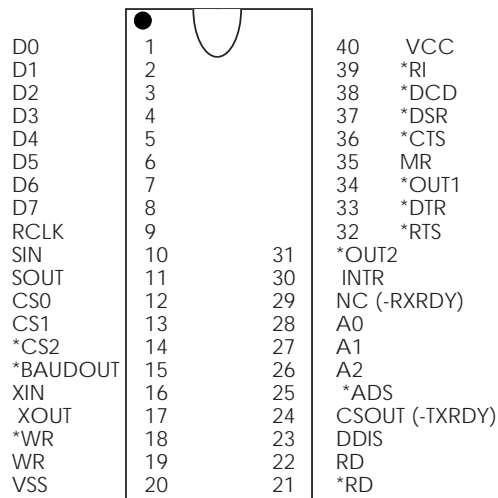 D0 1 40 VCC
D1 2 39 *RI
D2 3 38 *DCD
D3 4 37 *DSR
D4 5 36 *CTS
D5 6 35 MR
D6 7 34 *OUT1
D7 8 33 *DTR
RCLK 9 32 *RTS
SIN 10 31 *OUT2
SOUT 11 30 INTR
CS0 12 29 NC (-RXRDY)
CS1 13 28 A0
*CS2 14 27 A1
*BAUDOUT 15 26 A2
XIN 16 25 *ADS
XOUT 17 24 CSOUT (-TXRDY)
*WR 18 23 DDIS
WR 19 22 RD
VSS 20 21 *RD